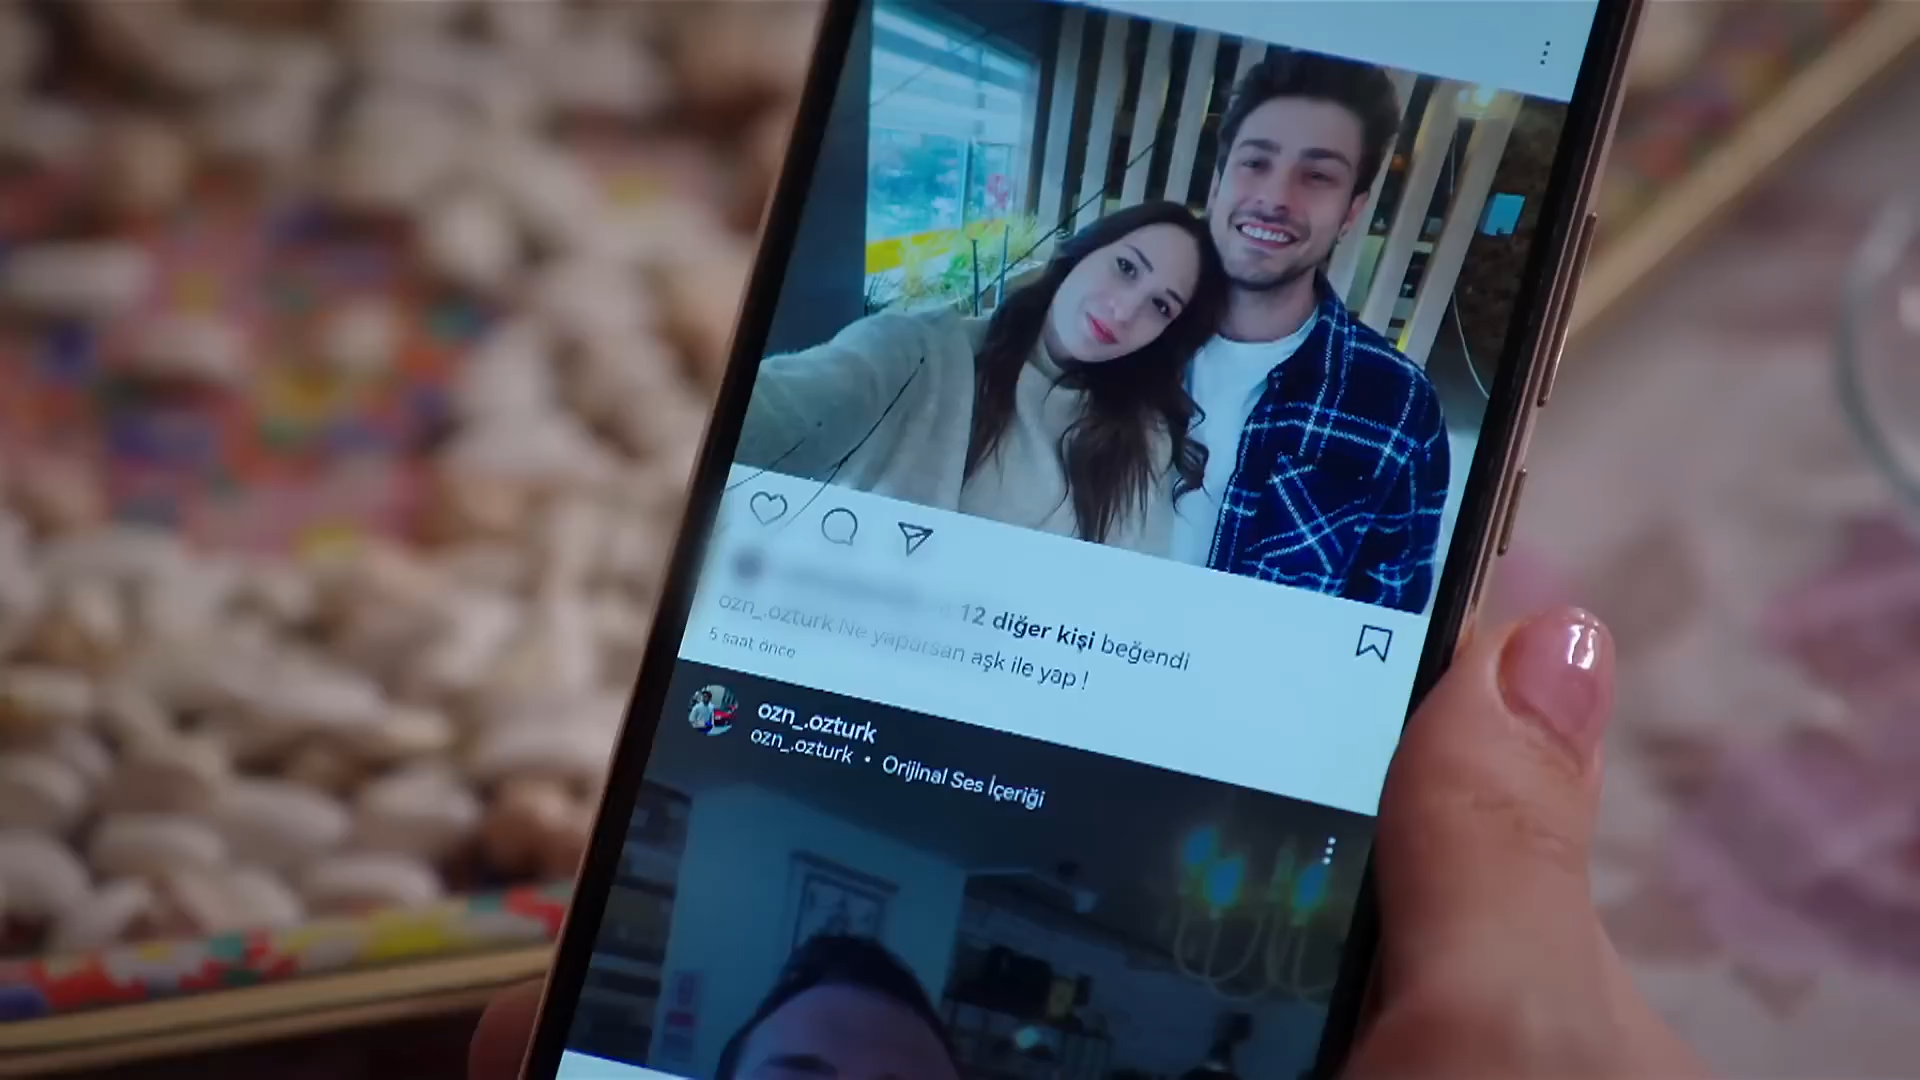 12 diğer kişi beğendi
ozn_.ozturk Ne yaparsan aşk ile yap !
5 saat önce
ozn_.ozturk
ozn_.ozturk • Orijinal Ses İçeriği